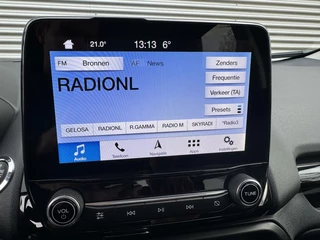 21.0° 13:13 6°
FM Bronnen AF News Zenders
RADIONL
Frequentie
Verkeer (TA)
Presets
GELOSA RADIONL R.GAMMA RADIO M SKYRADI *Radio3
Audio Telefoon Navigatie Apps Instellingen
VOL TUNE